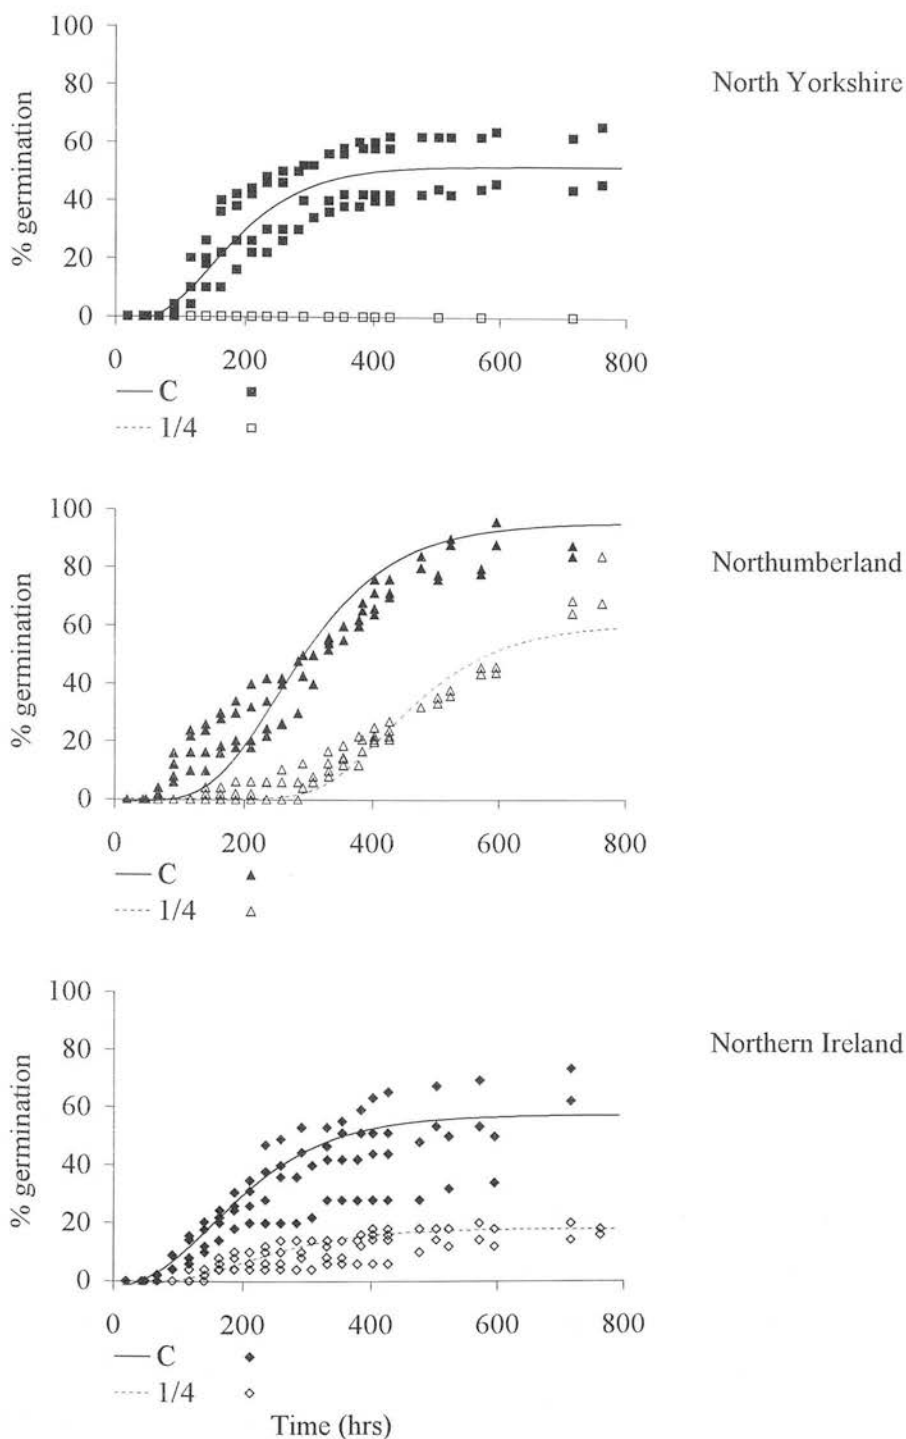 North Yorkshire
% germination
100
80
60
40
20
0
0 200 400 600 800
C
1/4
Northumberland
% germination
100
80
60
40
20
0
0 200 400 600 800
C
1/4
Northern Ireland
% germination
100
80
60
40
20
0
0 200 400 600 800
C
1/4
Time (hrs)